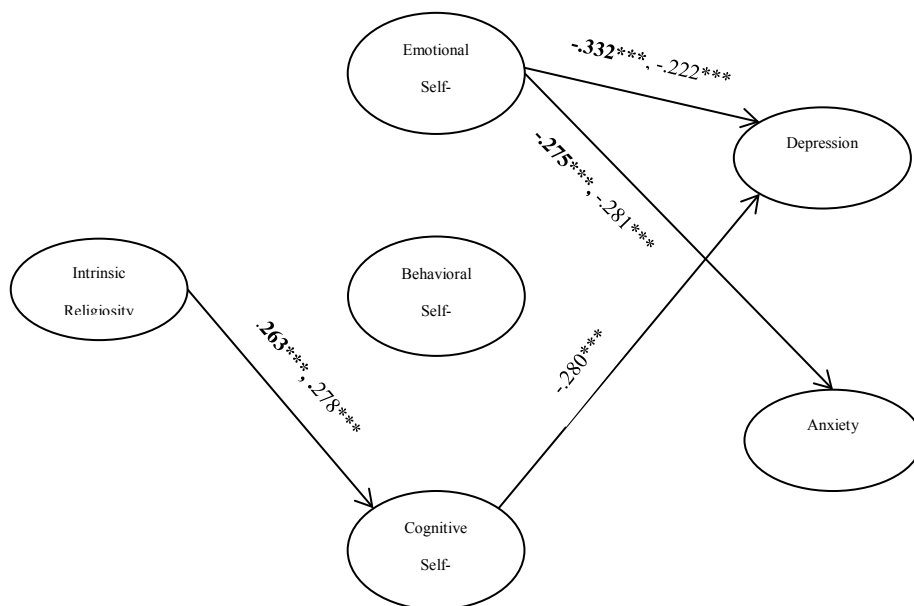 Emotional
Self-
-.332***, -.222***
Depression
-.275***, -.281***
Intrinsic
Religiosity
Behavioral
Self-
.263***, .278***
-.280***
Anxiety
Cognitive
Self-